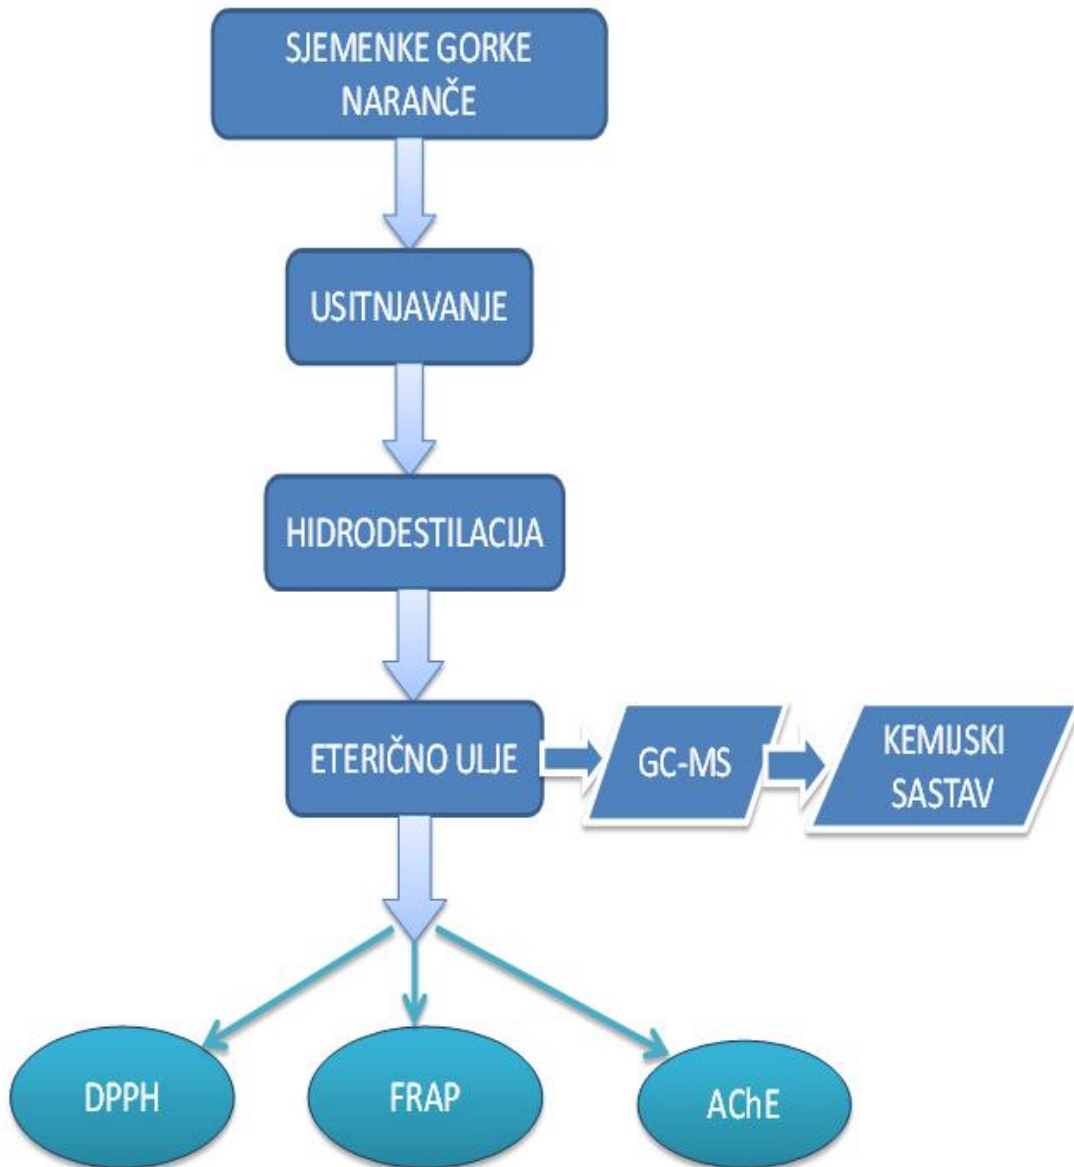 SJEMENKE GORKE
NARANČE
USITNJAVANJE
HIDRODESTILACIJA
ETERIČNO ULJE
GC-MS
KEMIJSKI
SASTAV
DPPH
FRAP
AChE